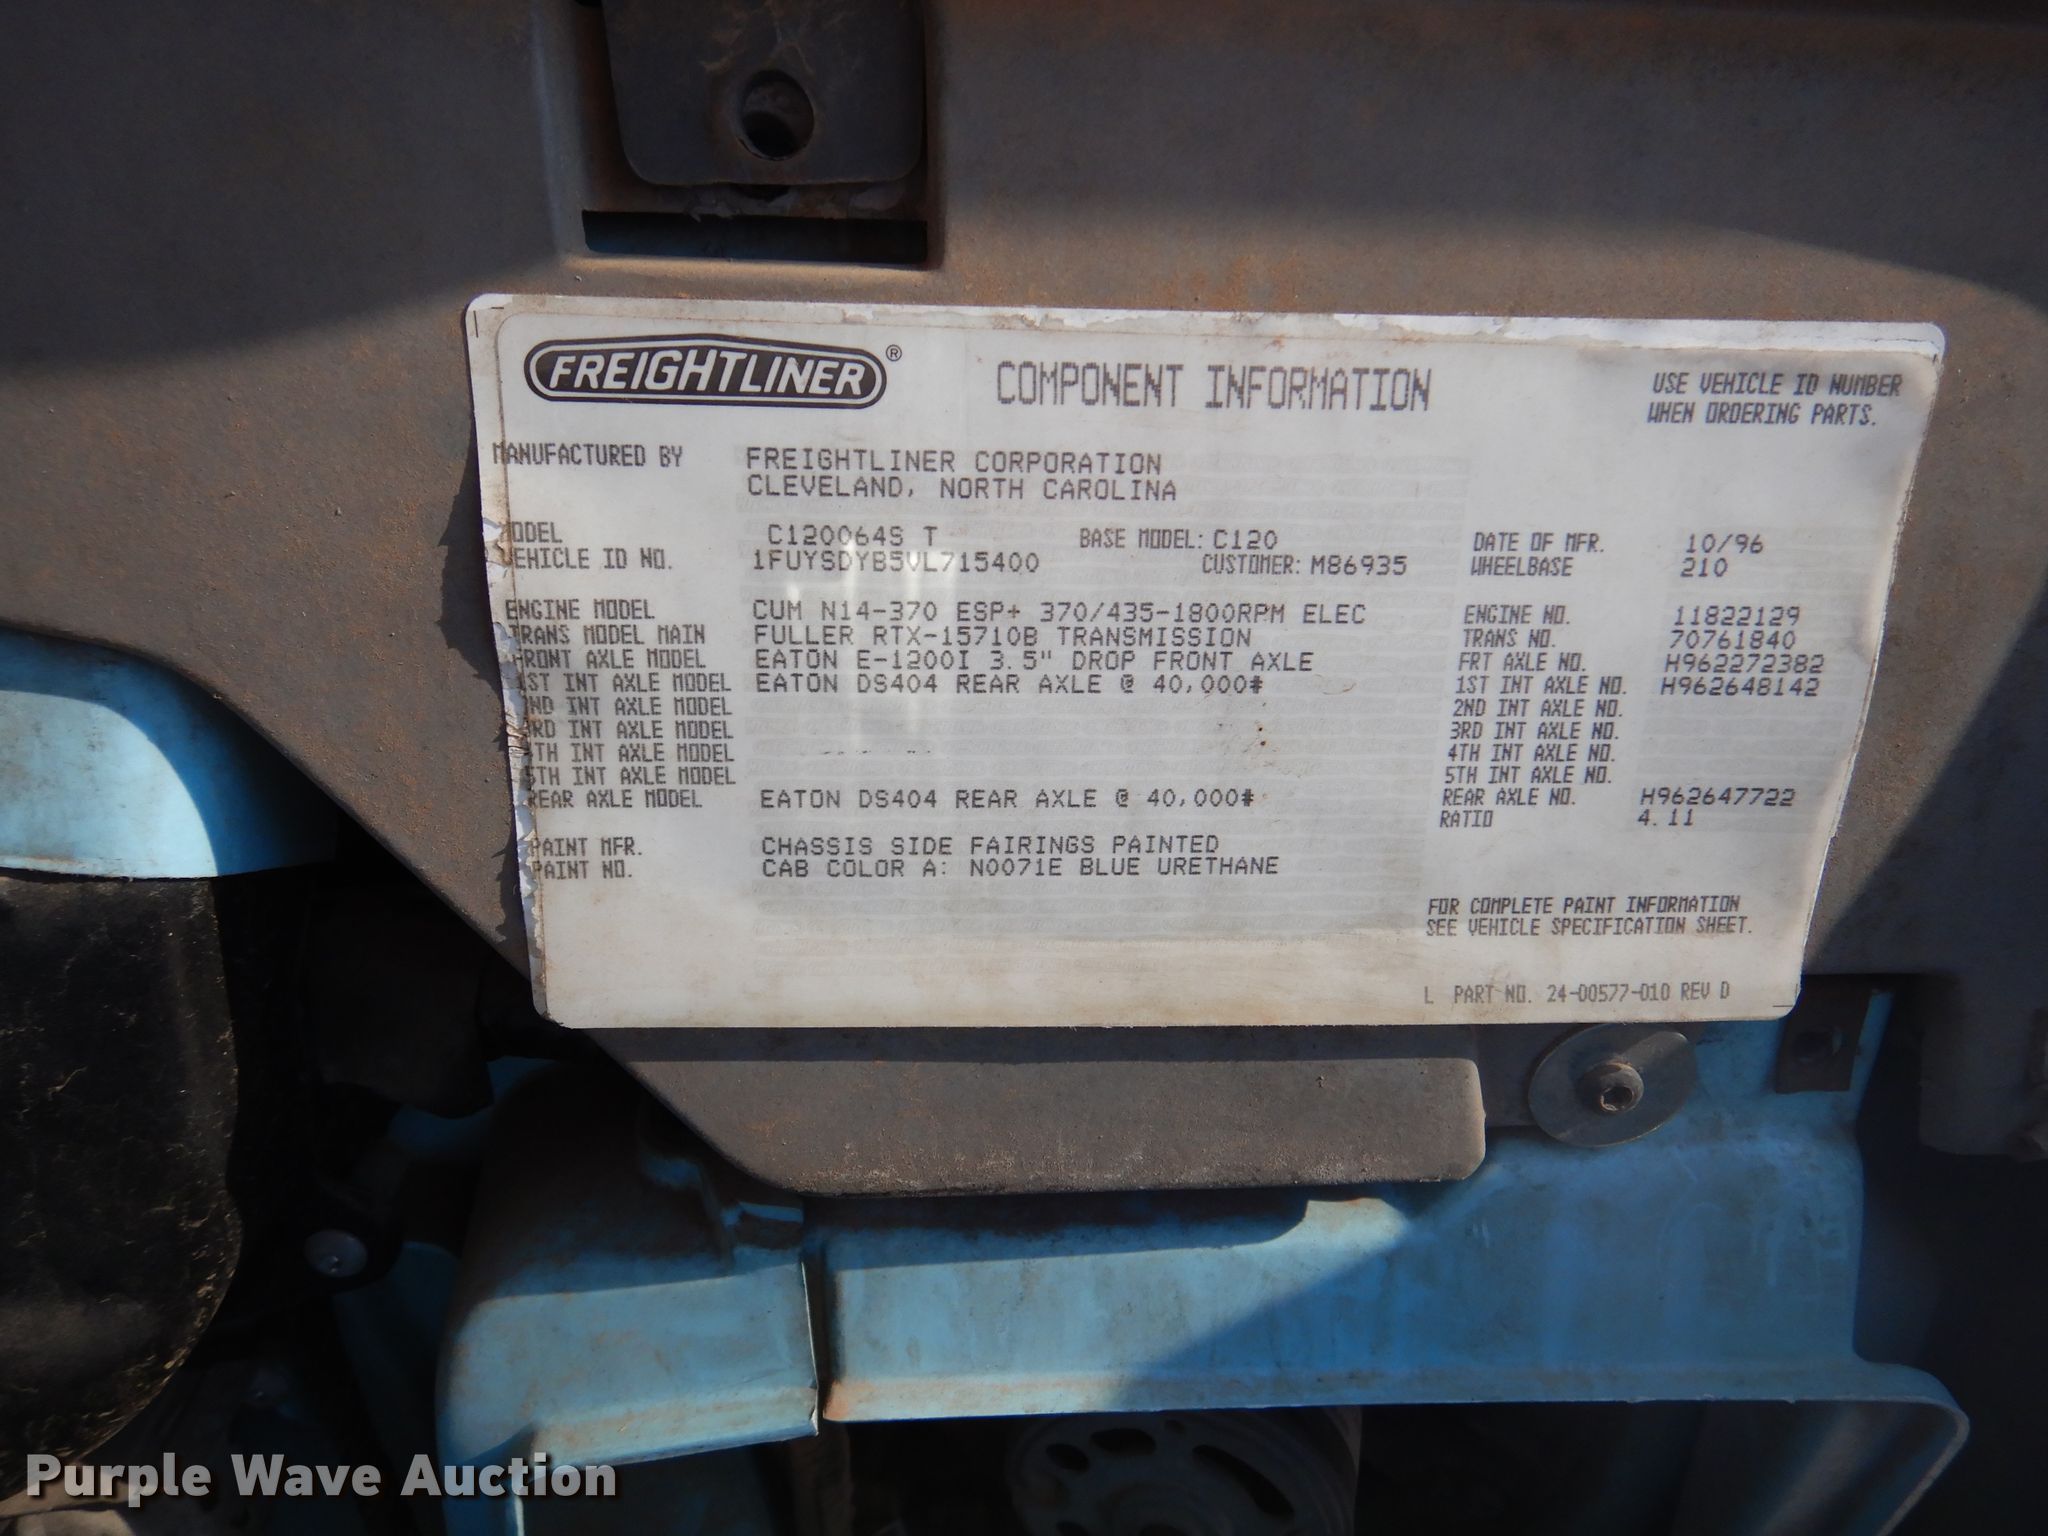 FREIGHTLINER® COMPONENT INFORMATION USE VEHICLE ID NUMBER
WHEN ORDERING PARTS.
MANUFACTURED BY FREIGHTLINER CORPORATION
CLEVELAND, NORTH CAROLINA
MODEL C120064S T BASE MODEL: C120 DATE OF MFR. 10/96
VEHICLE ID NO. 1FUYSDYB5VL715400 CUSTOMER: M86935 WHEELBASE 210
ENGINE MODEL CUM N14-370 ESP+ 370/435-1800RPM ELEC ENGINE NO. 11822129
TRANS MODEL MAIN FULLER RTX-15710B TRANSMISSION TRANS NO. 70761840
FRONT AXLE MODEL EATON E-1200I 3.5" DROP FRONT AXLE FRT AXLE NO. H962272382
1ST INT AXLE MODEL EATON DS404 REAR AXLE @ 40,000# 1ST INT AXLE NO. H962648142
2ND INT AXLE MODEL 2ND INT AXLE NO.
3RD INT AXLE MODEL 3RD INT AXLE NO.
4TH INT AXLE MODEL 4TH INT AXLE NO.
5TH INT AXLE MODEL 5TH INT AXLE NO.
REAR AXLE MODEL EATON DS404 REAR AXLE @ 40,000# REAR AXLE NO. H962647722
RATIO 4.11
PAINT MFR. CHASSIS SIDE FAIRINGS PAINTED
PAINT NO. CAB COLOR A: N0071E BLUE URETHANE
FOR COMPLETE PAINT INFORMATION
SEE VEHICLE SPECIFICATION SHEET.
L PART NO. 24-00577-010 REV D
Purple Wave Auction